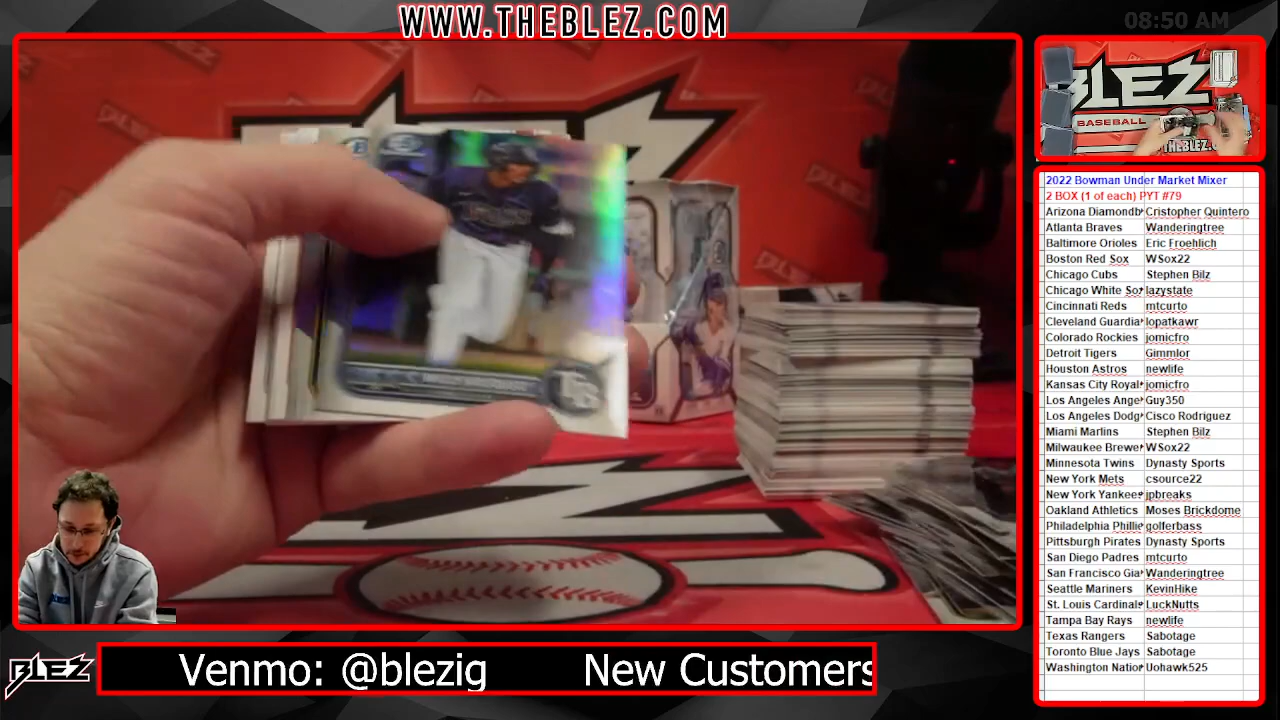 WWW.THEBLEZ.COM
08:50 AM
BLEZ
BASEBALL
THEBLEZ.C
2022 Bowman Under Market Mixer
2 BOX (1 of each) PYT #79
Arizona Diamondb Cristopher Quintero
Atlanta Braves Wanderingtree
Baltimore Orioles Eric Froehlich
Boston Red Sox WSox22
Chicago Cubs Stephen Bilz
Chicago White Sox lazystate
Cincinnati Reds mtcurto
Cleveland Guardia lopatkawr
Colorado Rockies jomicfro
Detroit Tigers Gimmlor
Houston Astros newlife
Kansas City Royal jomicfro
Los Angeles Ange Guy350
Los Angeles Dodg Cisco Rodriguez
Miami Marlins Stephen Bilz
Milwaukee Brewe WSox22
Minnesota Twins Dynasty Sports
New York Mets csource22
New York Yankee jpbreaks
Oakland Athletics Moses Brickdome
Philadelphia Phillie golferbass
Pittsburgh Pirates Dynasty Sports
San Diego Padres mtcurto
San Francisco Gia Wanderingtree
Seattle Mariners KevinHike
St. Louis Cardinal LuckNutts
Tampa Bay Rays newlife
Texas Rangers Sabotage
Toronto Blue Jays Sabotage
Washington Nation Uohawk525
BLEZ
Venmo: @blezig New Customers